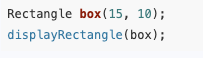 Rectangle box(15, 10);
displayRectangle(box);